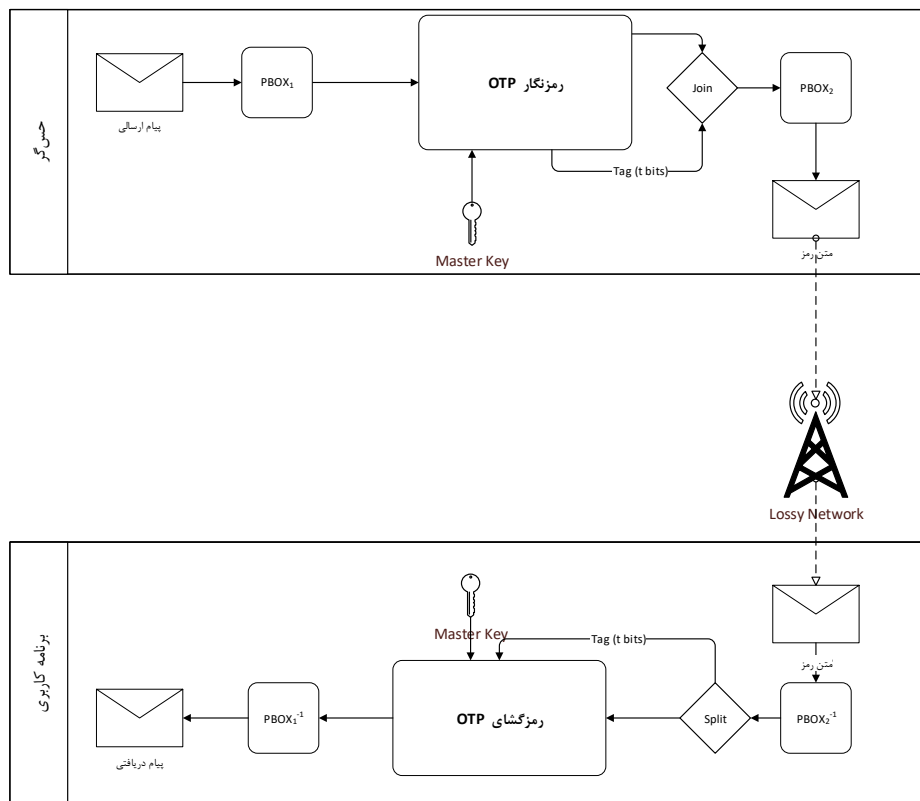 حس‌گر
پیام ارسالی
PBOX₁
رمزنگار OTP
Master Key
Tag (t bits)
Join
PBOX₂
متن رمز
Lossy Network
برنامه کاربری
متن رمز
PBOX₂⁻¹
Split
Tag (t bits)
Master Key
رمزگشای OTP
PBOX₁⁻¹
پیام دریافتی